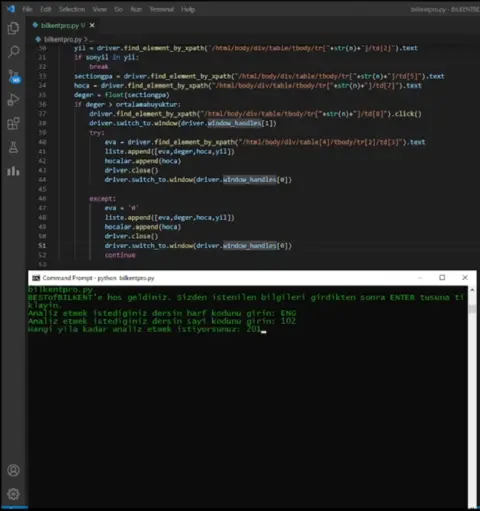 File Edit Selection View Go Run Terminal Help
bilkentpro.py
bilkentpro.py > ...
30 yil = driver.find_element_by_xpath("/html/body/div/table/tbody/tr["+str(n)+"]/td[2]").text
31 if sonyil in yil:
32 break
33 sectiongpa = driver.find_element_by_xpath("/html/body/div/table/tbody/tr["+str(n)+"]/td[5]").text
34 hoca = driver.find_element_by_xpath("/html/body/div/table/tbody/tr["+str(n)+"]/td[7]").text
35 deger = float(sectiongpa)
36 if deger > ortalamabuyuktur:
37 driver.find_element_by_xpath("/html/body/div/table/tbody/tr["+str(n)+"]/td[8]").click()
38 driver.switch_to.window(driver.window_handles[1])
39 try:
40 eva = driver.find_element_by_xpath("/html/body/div/table[4]/tbody/tr[2]/td[3]").text
41 liste.append([eva,deger,hoca,yil])
42 hocalar.append(hoca)
43 driver.close()
44 driver.switch_to.window(driver.window_handles[0])
45
46 except:
47 eva = '0'
48 liste.append([eva,deger,hoca,yil])
49 hocalar.append(hoca)
50 driver.close()
51 driver.switch_to.window(driver.window_handles[0])
52 continue
Command Prompt - python bilkentpro.py
bilkentpro.py
BESTofBILKENT'e hos geldiniz. Sizden istenilen bilgileri girdikten sonra ENTER tusuna ti
klayin.
Analiz etmek istediginiz dersin harf kodunu girin: ENG
Analiz etmek istediginiz dersin sayi kodunu girin: 102
Hangi yila kadar analiz etmek istiyorsunuz: 201